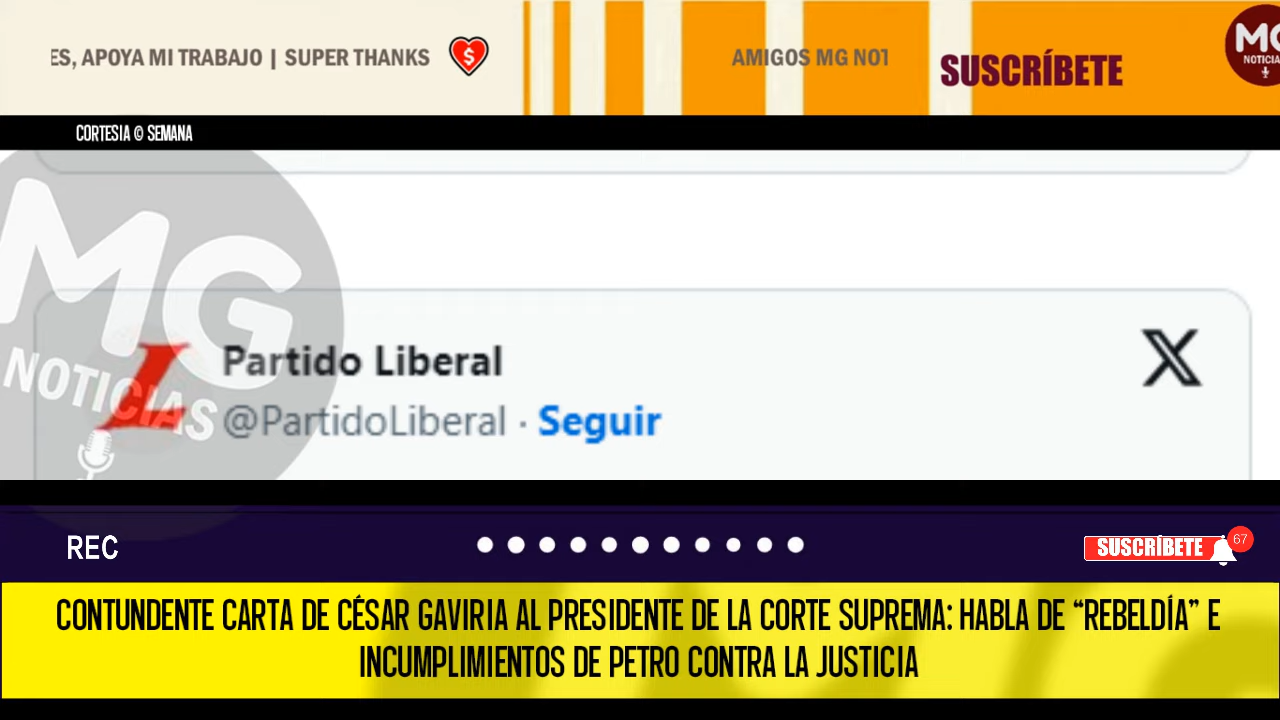 ES, APOYA MI TRABAJO | SUPER THANKS
$
AMIGOS MG NOT
SUSCRÍBETE
MG
NOTICIA
CORTESIA © SEMANA
MG
NOTICIAS
L
Partido Liberal
@PartidoLiberal · Seguir
X
REC
SUSCRÍBETE
67
CONTUNDENTE CARTA DE CÉSAR GAVIRIA AL PRESIDENTE DE LA CORTE SUPREMA: HABLA DE “REBELDÍA” E
INCUMPLIMIENTOS DE PETRO CONTRA LA JUSTICIA